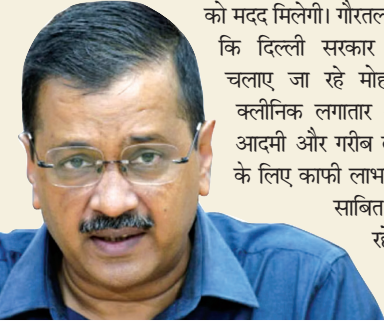 को मदद मिलेगी। गौरतल
कि दिल्ली सरकार
चलाए जा रहे मोह
क्लीनिक लगातार
आदमी और गरीब
के लिए काफी लाभ
साबित